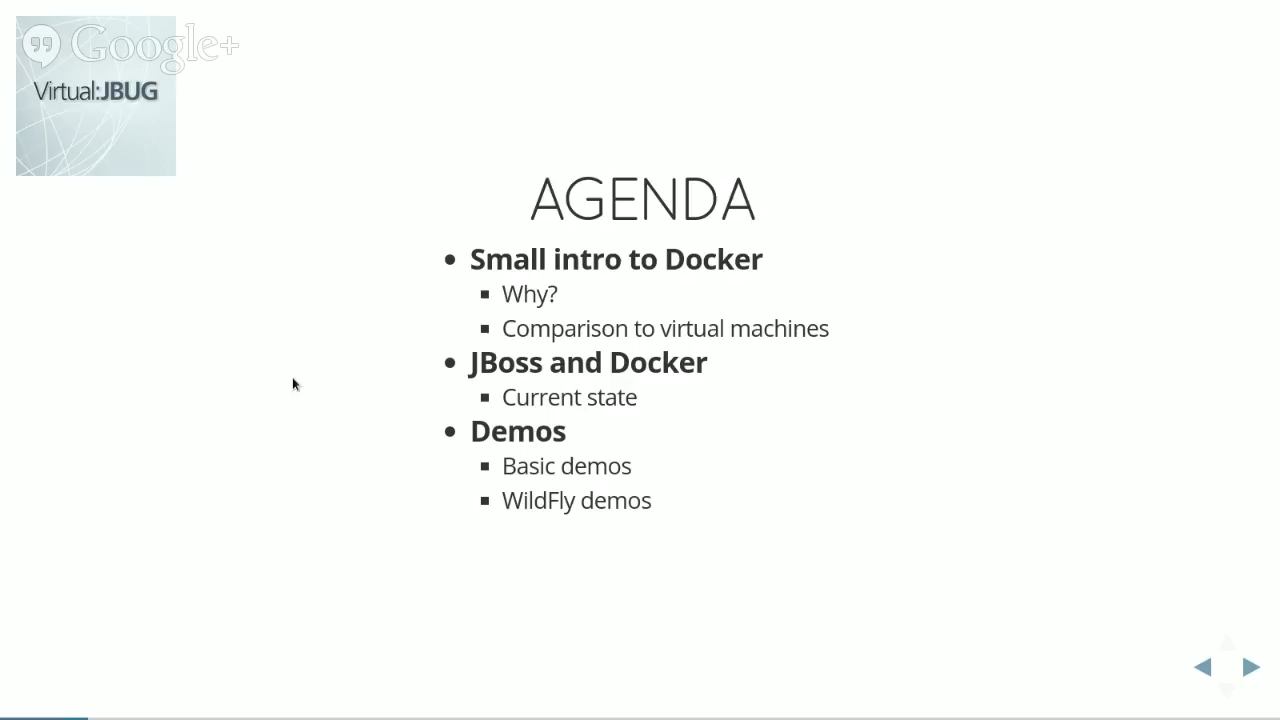 Google+
Virtual:JBUG
AGENDA
Small intro to Docker
Why?
Comparison to virtual machines
JBoss and Docker
Current state
Demos
Basic demos
WildFly demos